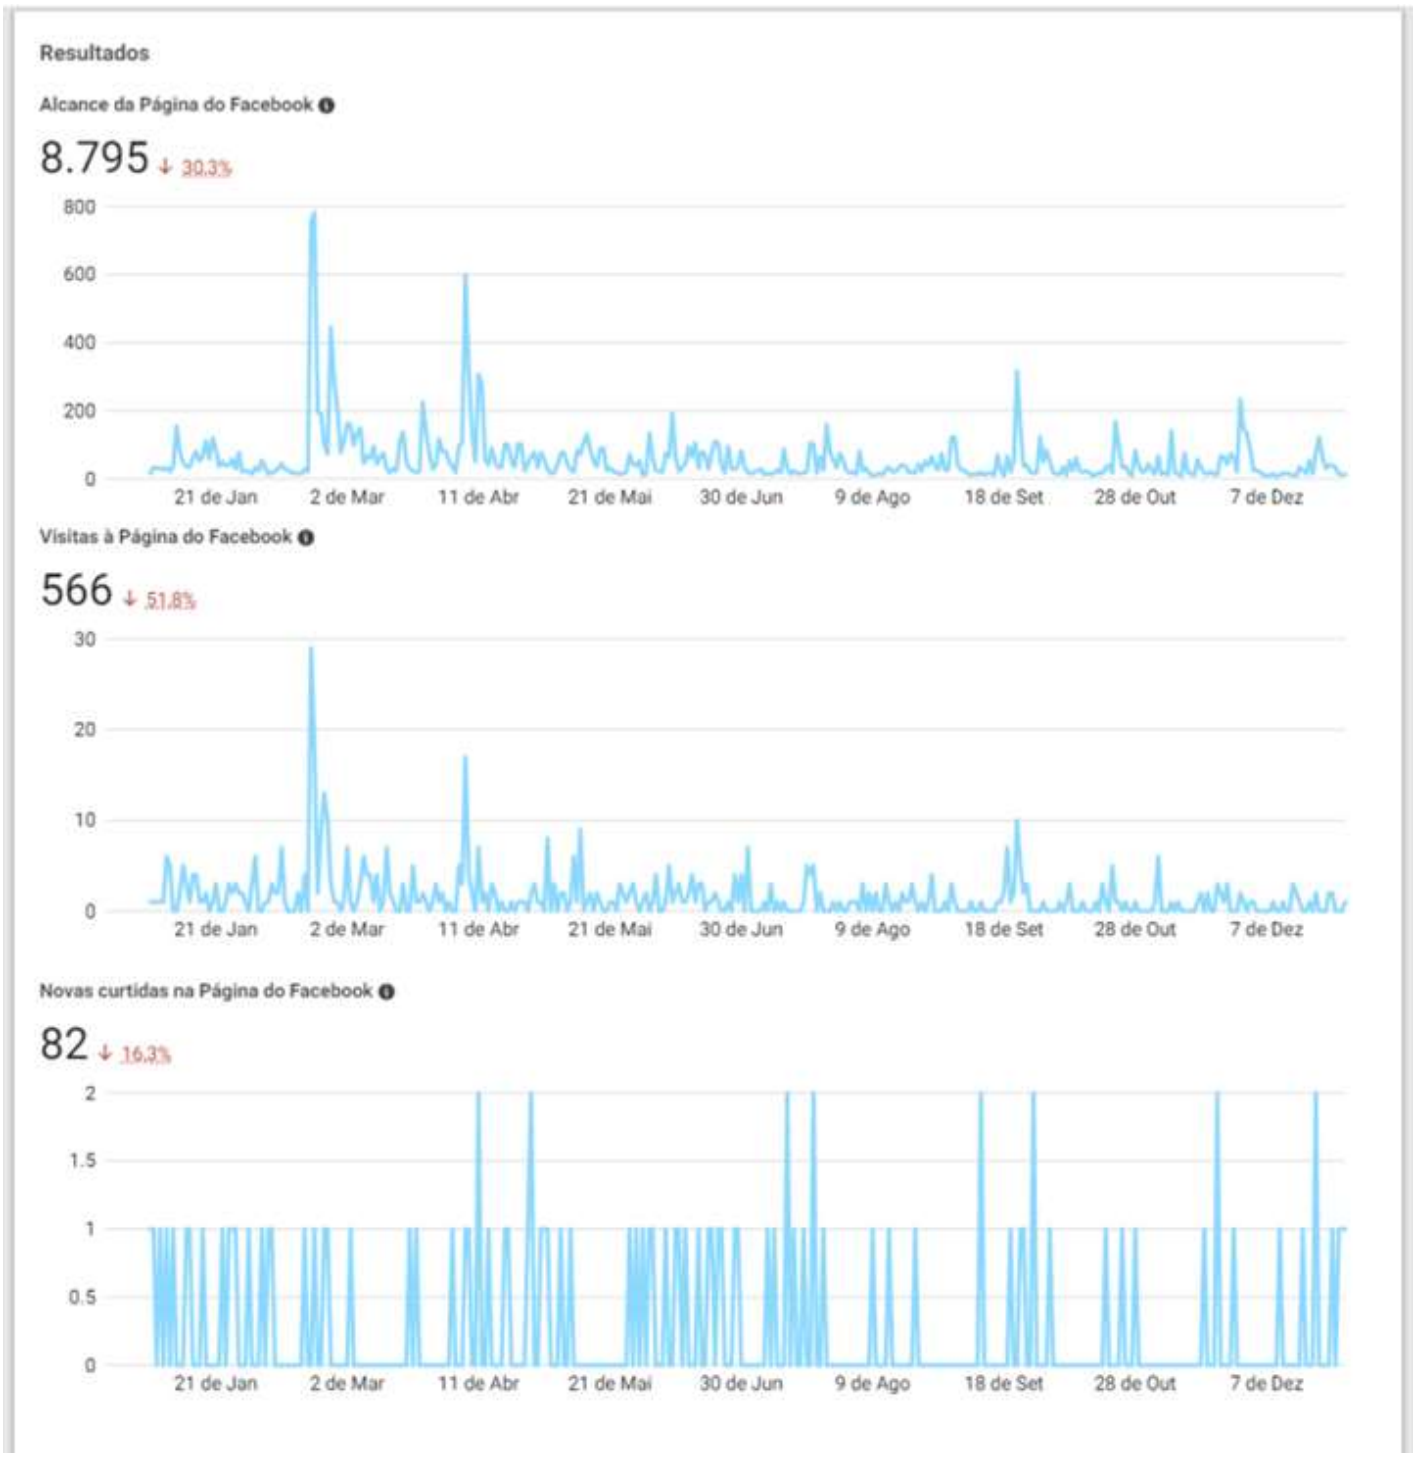 Resultados
Alcance da Página do Facebook
8.795 ↓ 30,3%
800
600
400
200
0
21 de Jan 2 de Mar 11 de Abr 21 de Mai 30 de Jun 9 de Ago 18 de Set 28 de Out 7 de Dez
Visitas à Página do Facebook
566 ↓ 51,8%
30
20
10
0
21 de Jan 2 de Mar 11 de Abr 21 de Mai 30 de Jun 9 de Ago 18 de Set 28 de Out 7 de Dez
Novas curtidas na Página do Facebook
82 ↓ 16,3%
2
1.5
1
0.5
0
21 de Jan 2 de Mar 11 de Abr 21 de Mai 30 de Jun 9 de Ago 18 de Set 28 de Out 7 de Dez